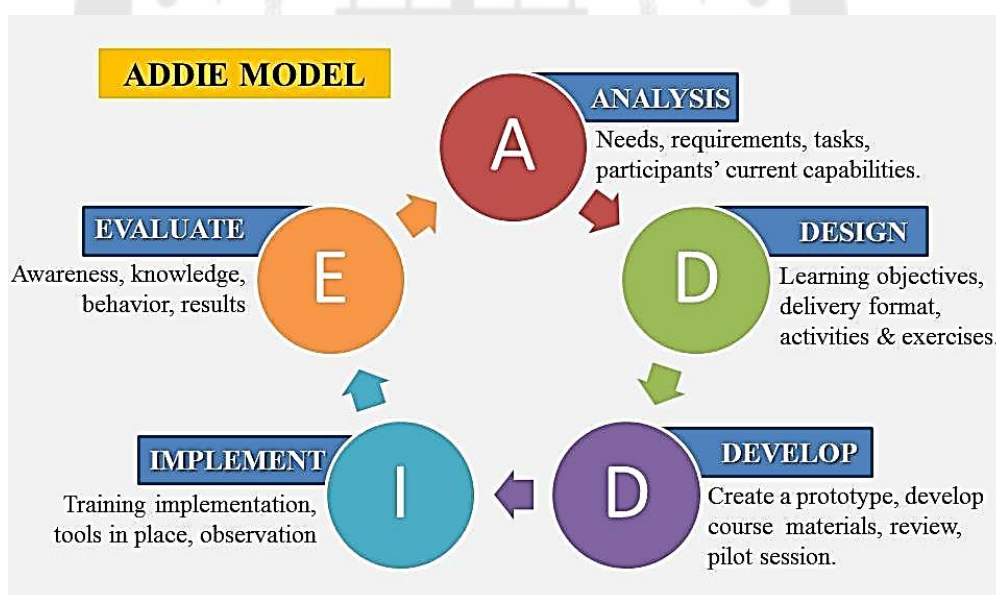 ADDIE MODEL
A
ANALYSIS
Needs, requirements, tasks,
participants’ current capabilities.
D
DESIGN
Learning objectives,
delivery format,
activities & exercises.
D
DEVELOP
Create a prototype, develop
course materials, review,
pilot session.
I
IMPLEMENT
Training implementation,
tools in place, observation
E
EVALUATE
Awareness, knowledge,
behavior, results